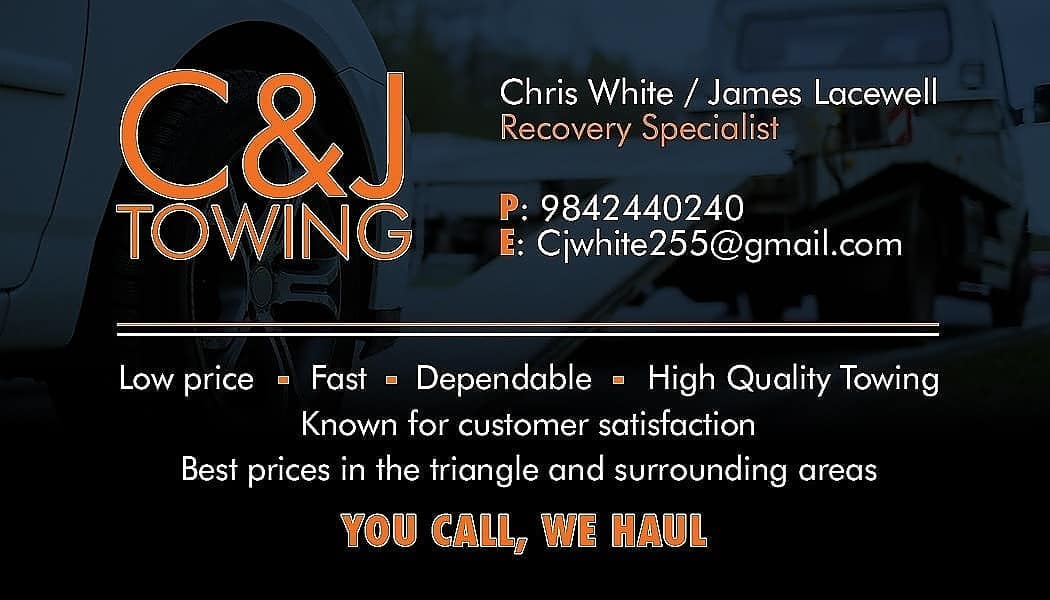 C&J
TOWING
Chris White / James Lacewell
Recovery Specialist
P: 9842440240
E: Cjwhite255@gmail.com
Low price - Fast - Dependable - High Quality Towing
Known for customer satisfaction
Best prices in the triangle and surrounding areas
YOU CALL, WE HAUL